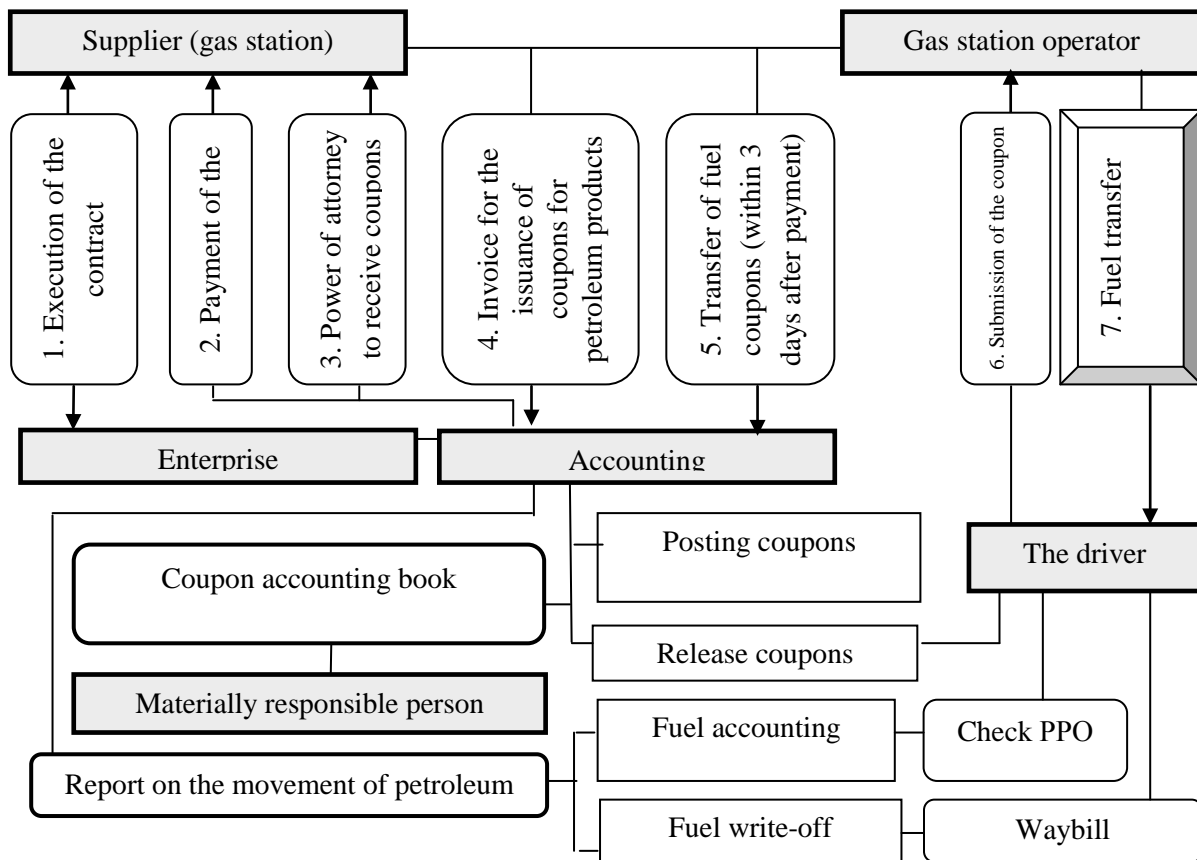 Supplier (gas station)
Gas station operator
1. Execution of the
contract
2. Payment of the
3. Power of attorney
to receive coupons
4. Invoice for the
issuance of
coupons for
petroleum products
5. Transfer of fuel
coupons (within 3
days after payment)
6. Submission of the coupon
7. Fuel transfer
Enterprise
Accounting
Posting coupons
The driver
Coupon accounting book
Release coupons
Materially responsible person
Fuel accounting
Check PPO
Report on the movement of petroleum
Fuel write-off
Waybill